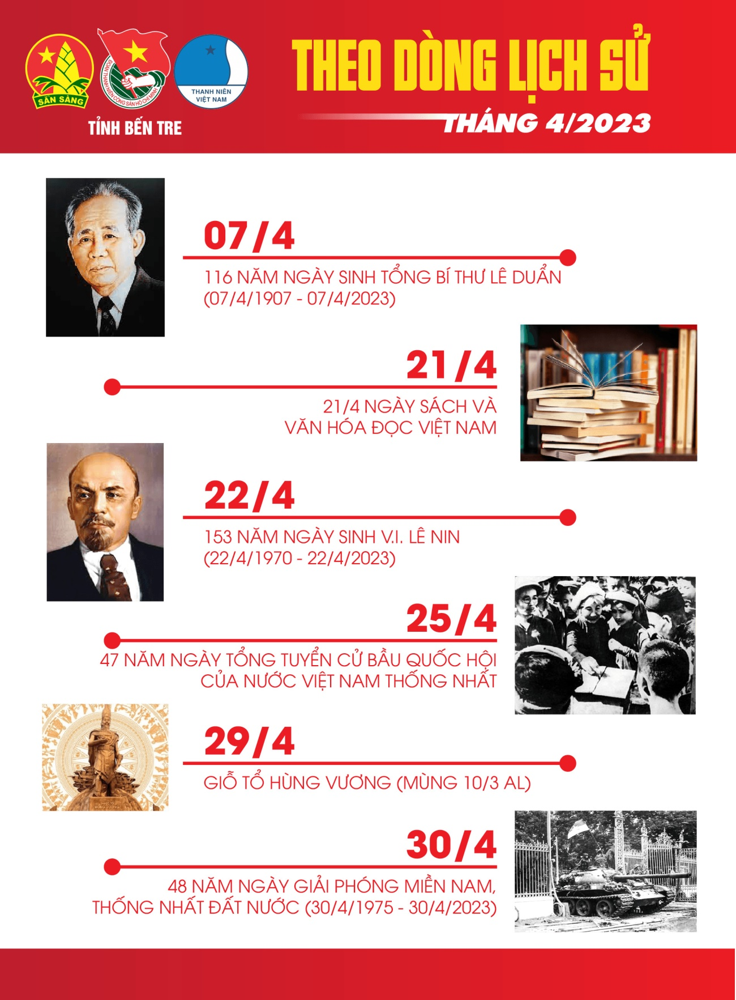 SẴN SÀNG
ĐOÀN THANH NIÊN CỘNG SẢN HỒ CHÍ MINH
THANH NIÊN
VIỆT NAM
TỈNH BẾN TRE
THEO DÒNG LỊCH SỬ
THÁNG 4/2023
07/4
116 NĂM NGÀY SINH TỔNG BÍ THƯ LÊ DUẨN
(07/4/1907 - 07/4/2023)
21/4
21/4 NGÀY SÁCH VÀ
VĂN HÓA ĐỌC VIỆT NAM
22/4
153 NĂM NGÀY SINH V.I. LÊ NIN
(22/4/1970 - 22/4/2023)
25/4
47 NĂM NGÀY TỔNG TUYỂN CỬ BẦU QUỐC HỘI
CỦA NƯỚC VIỆT NAM THỐNG NHẤT
29/4
GIỖ TỔ HÙNG VƯƠNG (MÙNG 10/3 AL)
HÙNG VƯƠNG
30/4
48 NĂM NGÀY GIẢI PHÓNG MIỀN NAM,
THỐNG NHẤT ĐẤT NƯỚC (30/4/1975 - 30/4/2023)